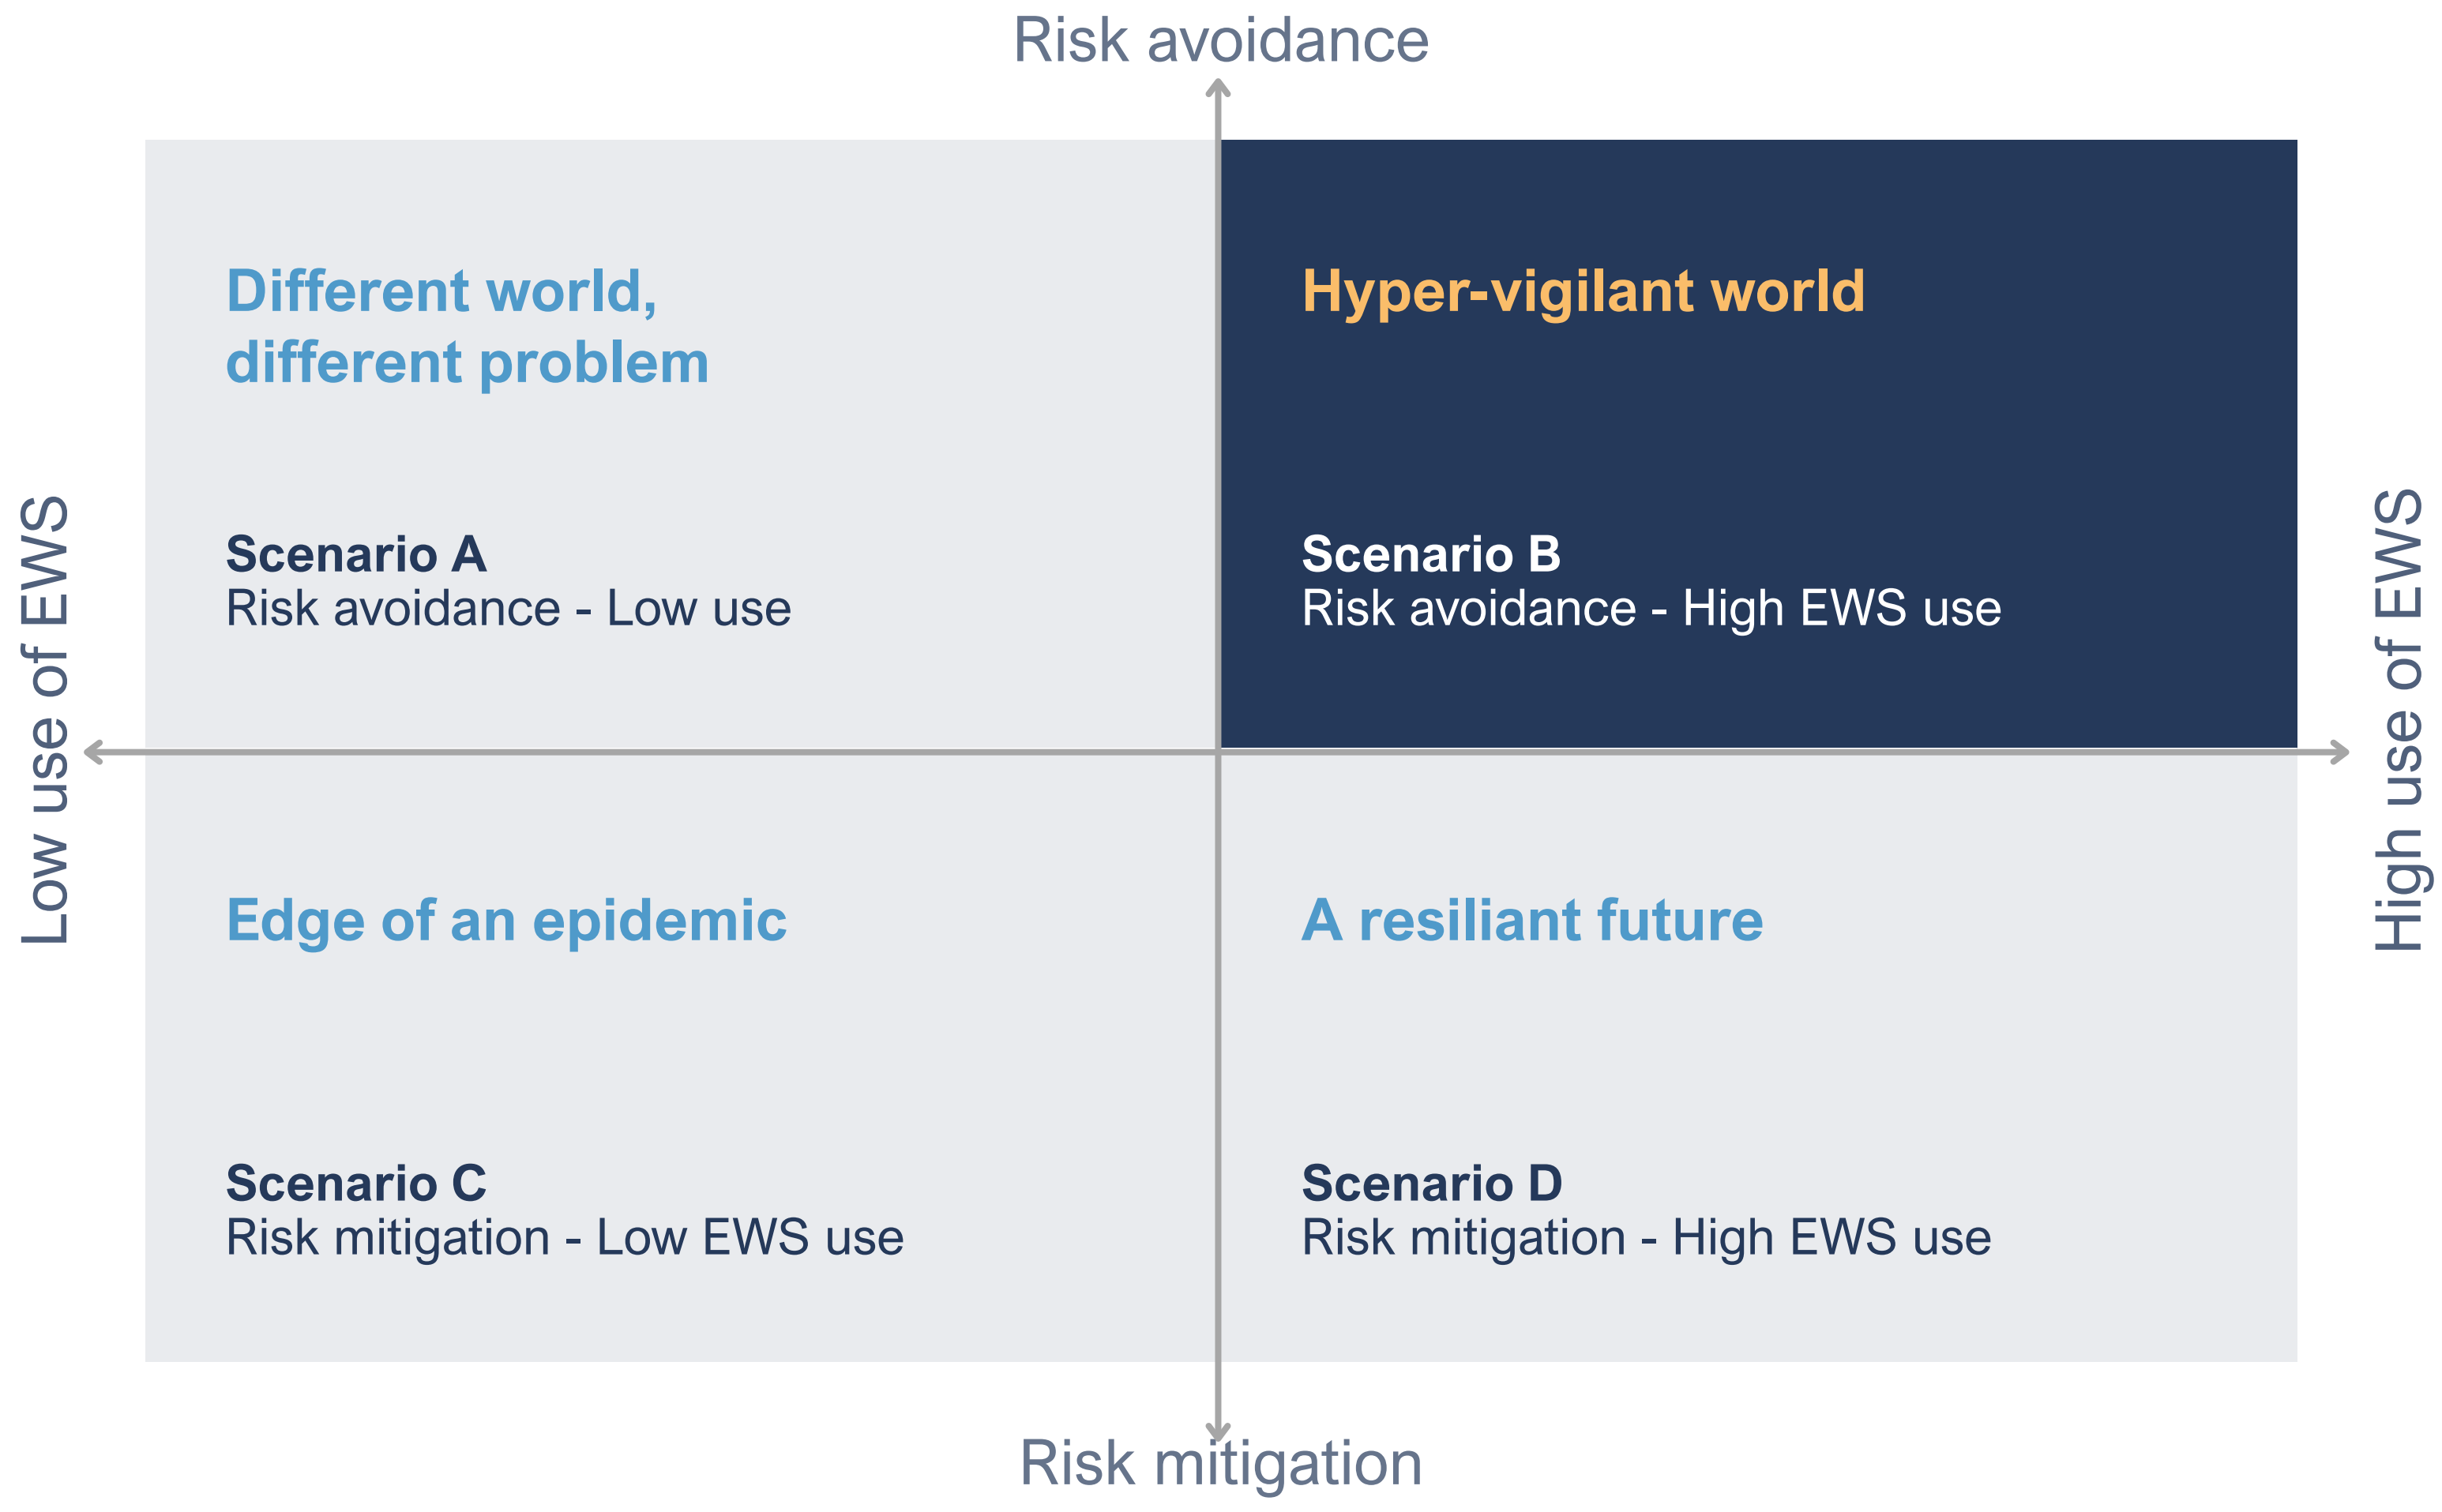 Risk avoidance
Different world,
different problem
Scenario A
Risk avoidance - Low use
Hyper-vigilant world
Scenario B
Risk avoidance - High EWS use
Low use of EWS
High use of EWS
Edge of an epidemic
Scenario C
Risk mitigation - Low EWS use
A resiliant future
Scenario D
Risk mitigation - High EWS use
Risk mitigation